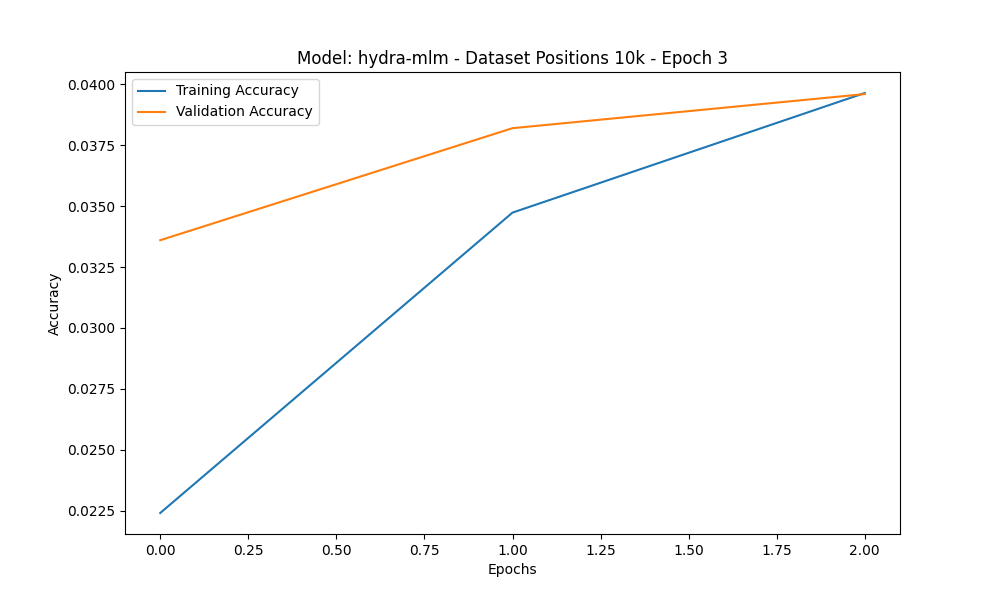 Model: hydra-mlm - Dataset Positions 10k - Epoch 3
Training Accuracy
Validation Accuracy
0.0400
0.0375
0.0350
0.0325
0.0300
0.0275
0.0250
0.0225
Accuracy
0.00 0.25 0.50 0.75 1.00 1.25 1.50 1.75 2.00
Epochs